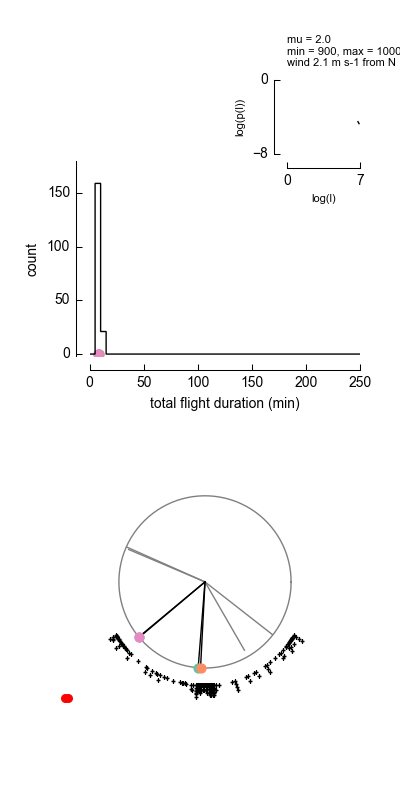 mu = 2.0
min = 900, max = 1000
wind 2.1 m s-1 from N
0
−8
log(p(l))
0 7
log(l)
150
100
50
0
count
0 50 100 150 200 250
total flight duration (min)